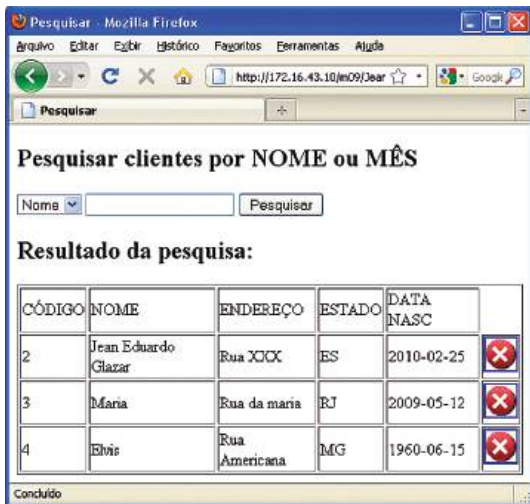 Pesquisar - Mozilla Firefox
Arquivo Editar Exibir Histórico Favoritos Ferramentas Ajuda
http://172.16.43.10/m09/Jear Google
Pesquisar
Pesquisar clientes por NOME ou MÊS
Nome Pesquisar
Resultado da pesquisa:
CÓDIGO NOME ENDEREÇO ESTADO DATA NASC
2 Jean Eduardo Glazar Rua XXX ES 2010-02-25
3 Maria Rua da maria RJ 2009-05-12
4 Elvis Rua Americana MG 1960-06-15
Concluído